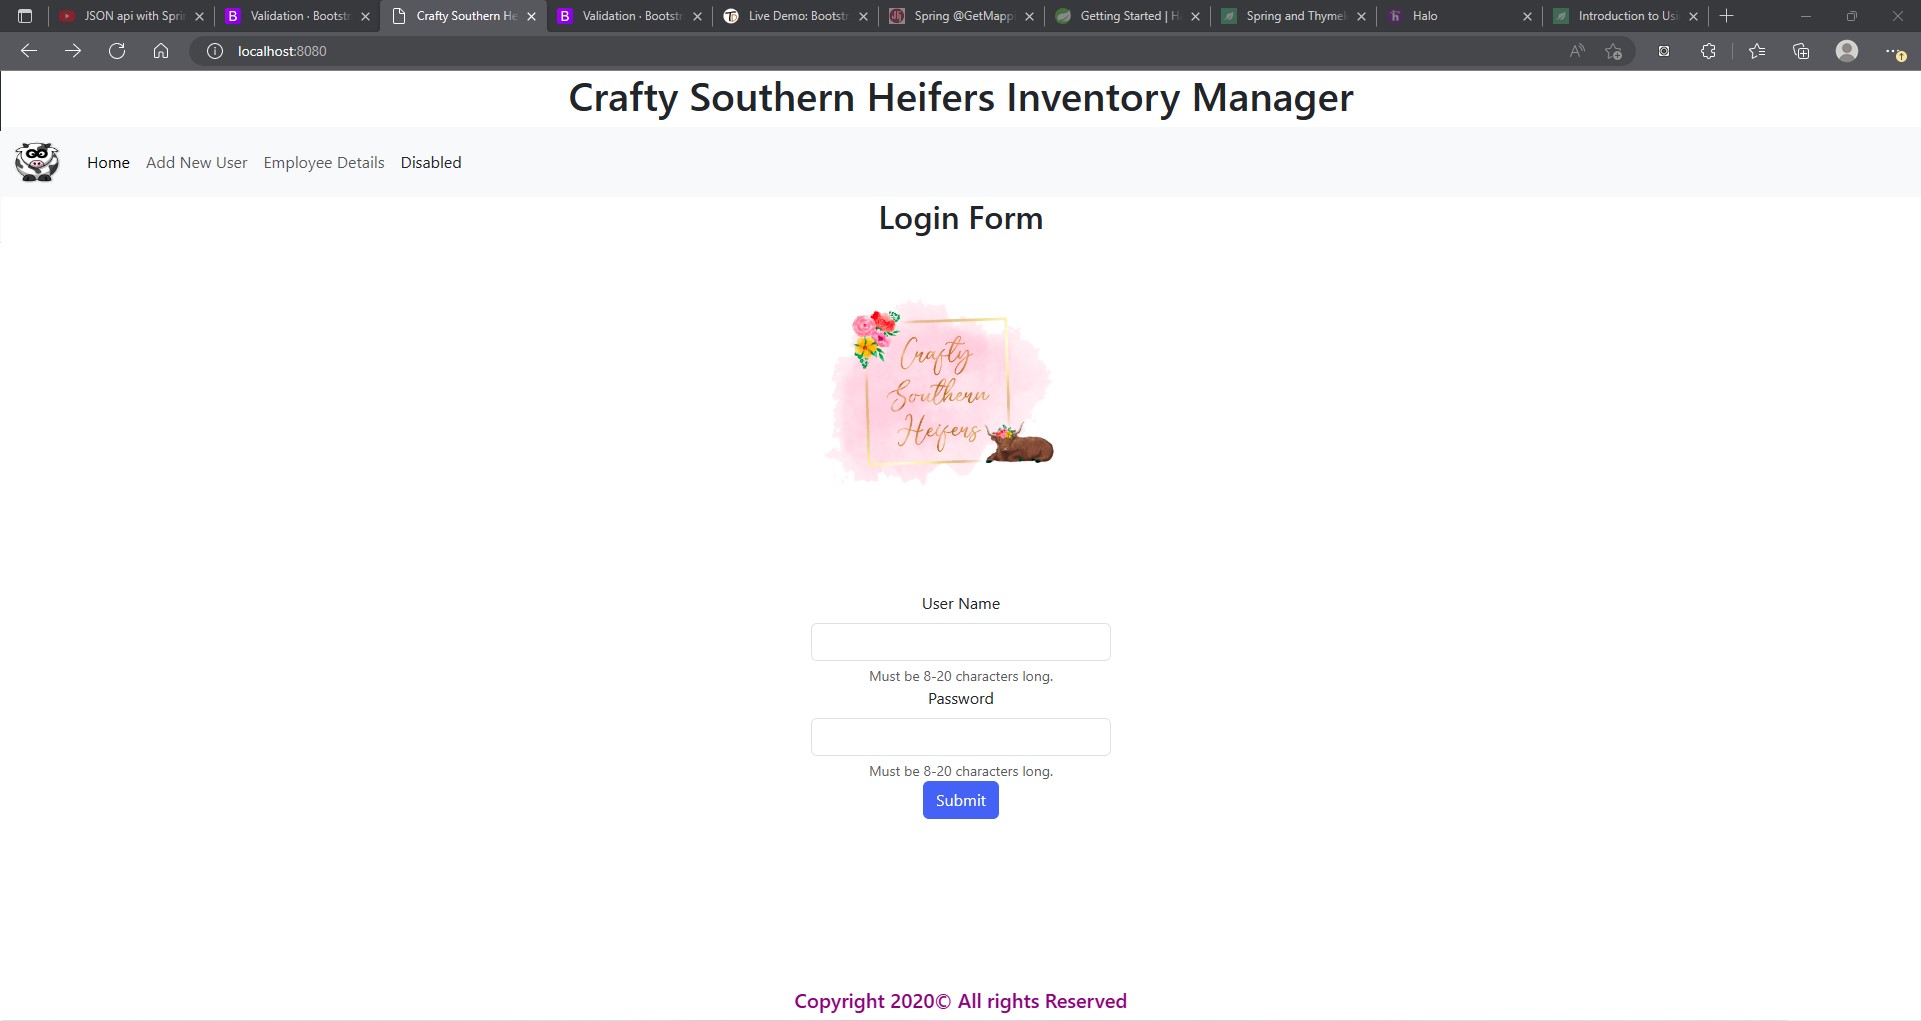 JSON api with Spri
Validation · Bootstr
Crafty Southern He
Validation · Bootstr
Live Demo: Bootstr
Spring @GetMapp
Getting Started | H
Spring and Thymel
Halo
Introduction to Us
localhost:8080
Crafty Southern Heifers Inventory Manager
Home Add New User Employee Details Disabled
Login Form
Crafty
Southern
Heifers
User Name
Must be 8-20 characters long.
Password
Must be 8-20 characters long.
Submit
Copyright 2020© All rights Reserved